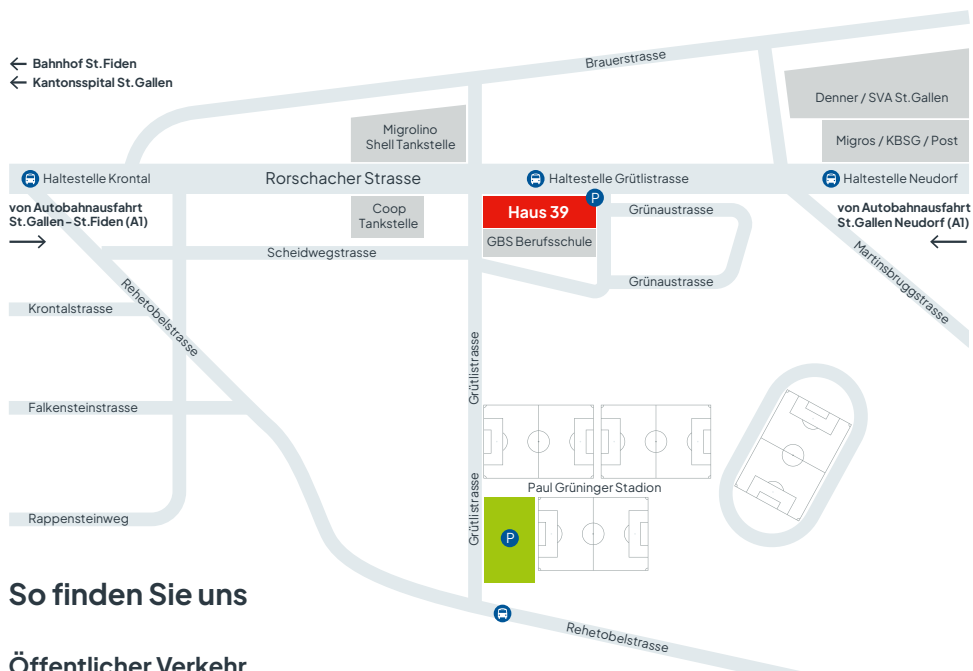 Bahnhof St.Fiden
Kantonsspital St.Gallen
Brauerstrasse
Denner / SVA St.Gallen
Migrolino
Shell Tankstelle
Migros / KBSG / Post
Haltestelle Krontal
Rorschacher Strasse
Haltestelle Grütlistrasse
Haltestelle Neudorf
P
von Autobahnausfahrt
St.Gallen – St.Fiden (A1)
Coop
Tankstelle
Haus 39
Grünaustrasse
von Autobahnausfahrt
St.Gallen Neudorf (A1)
GBS Berufsschule
Scheidwegstrasse
Martinsbruggstrasse
Grünaustrasse
Krontalstrasse
Rehetobelstrasse
Grütlistrasse
Falkensteinstrasse
Paul Grüninger Stadion
Grütlistrasse
Rappensteinweg
P
So finden Sie uns
Rehetobelstrasse
Öffentlicher Verkehr